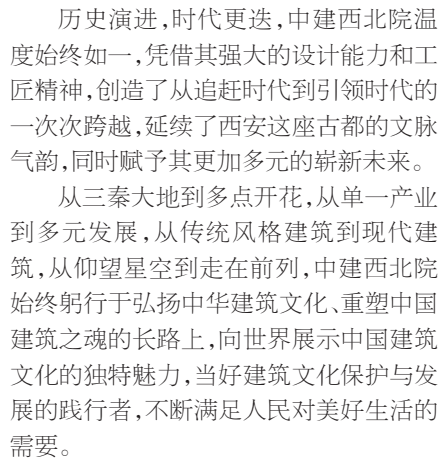 历史演进,时代更迭,中建西北院温
度始终如一,凭借其强大的设计能力和工
匠精神,创造了从追赶时代到引领时代的
一次次跨越,延续了西安这座古都的文脉
气韵,同时赋予其更加多元的崭新未来。
从三秦大地到多点开花,从单一产业
到多元发展,从传统风格建筑到现代建
筑,从仰望星空到走在前列,中建西北院
始终躬行于弘扬中华建筑文化、重塑中国
建筑之魂的长路上,向世界展示中国建筑
文化的独特魅力,当好建筑文化保护与发
展的践行者,不断满足人民对美好生活的
需要。